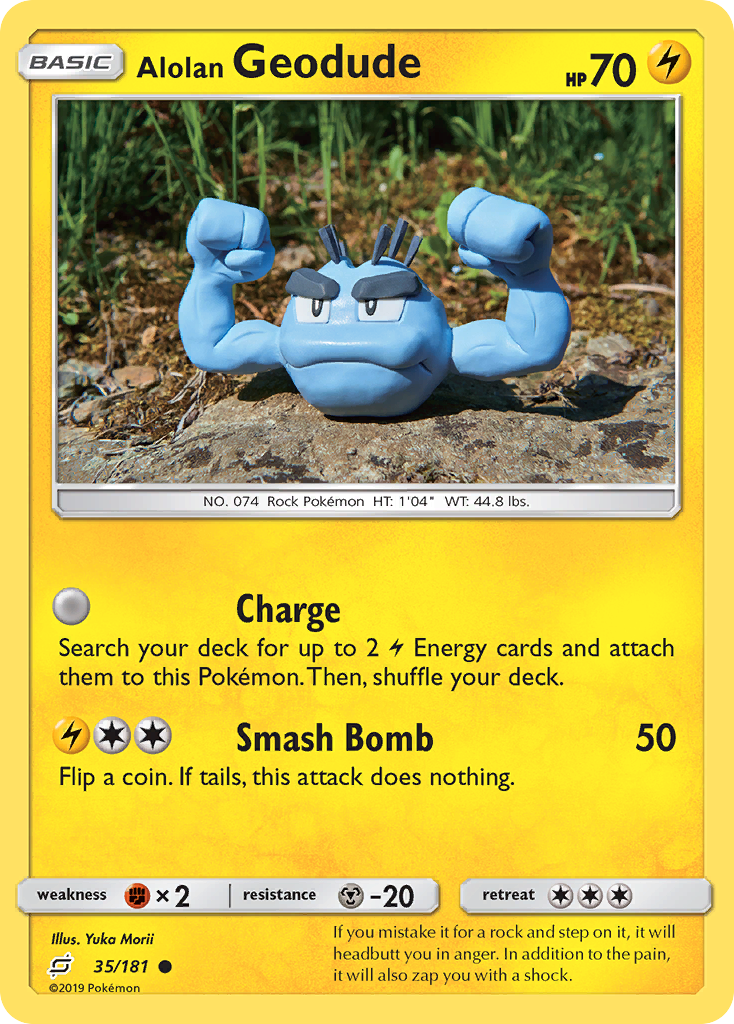 BASIC Alolan Geodude HP 70
NO. 074 Rock Pokémon HT: 1'04" WT: 44.8 lbs.
Charge
Search your deck for up to 2 Energy cards and attach
them to this Pokémon. Then, shuffle your deck.
Smash Bomb 50
Flip a coin. If tails, this attack does nothing.
weakness ×2 resistance -20 retreat
Illus. Yuka Morii
35/181
©2019 Pokémon
If you mistake it for a rock and step on it, it will
headbutt you in anger. In addition to the pain,
it will also zap you with a shock.